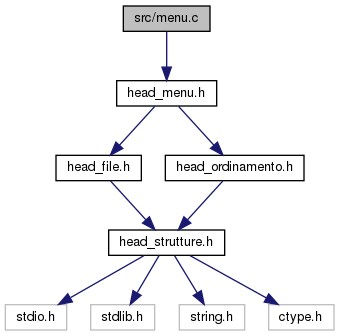 src/menu.c
head_menu.h
head_file.h
head_ordinamento.h
head_strutture.h
stdio.h
stdlib.h
string.h
ctype.h